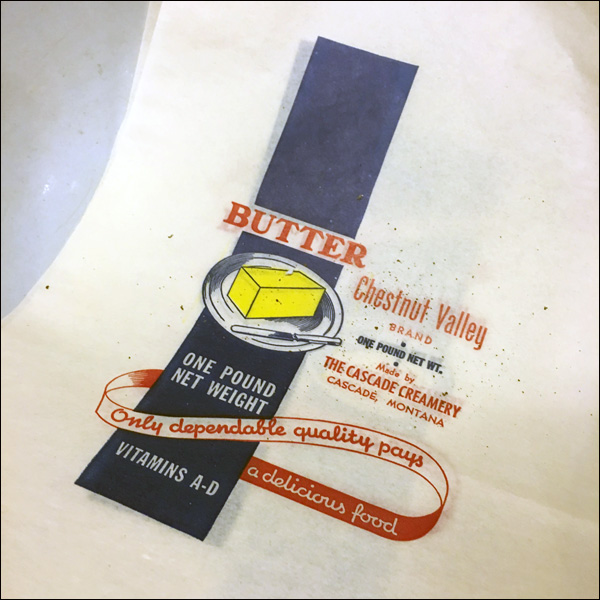 BUTTER
Chestnut Valley
BRAND
ONE POUND NET WT.
Made by
THE CASCADE CREAMERY
CASCADE, MONTANA
ONE POUND
NET WEIGHT
Only dependable quality pays
VITAMINS A-D
a delicious food